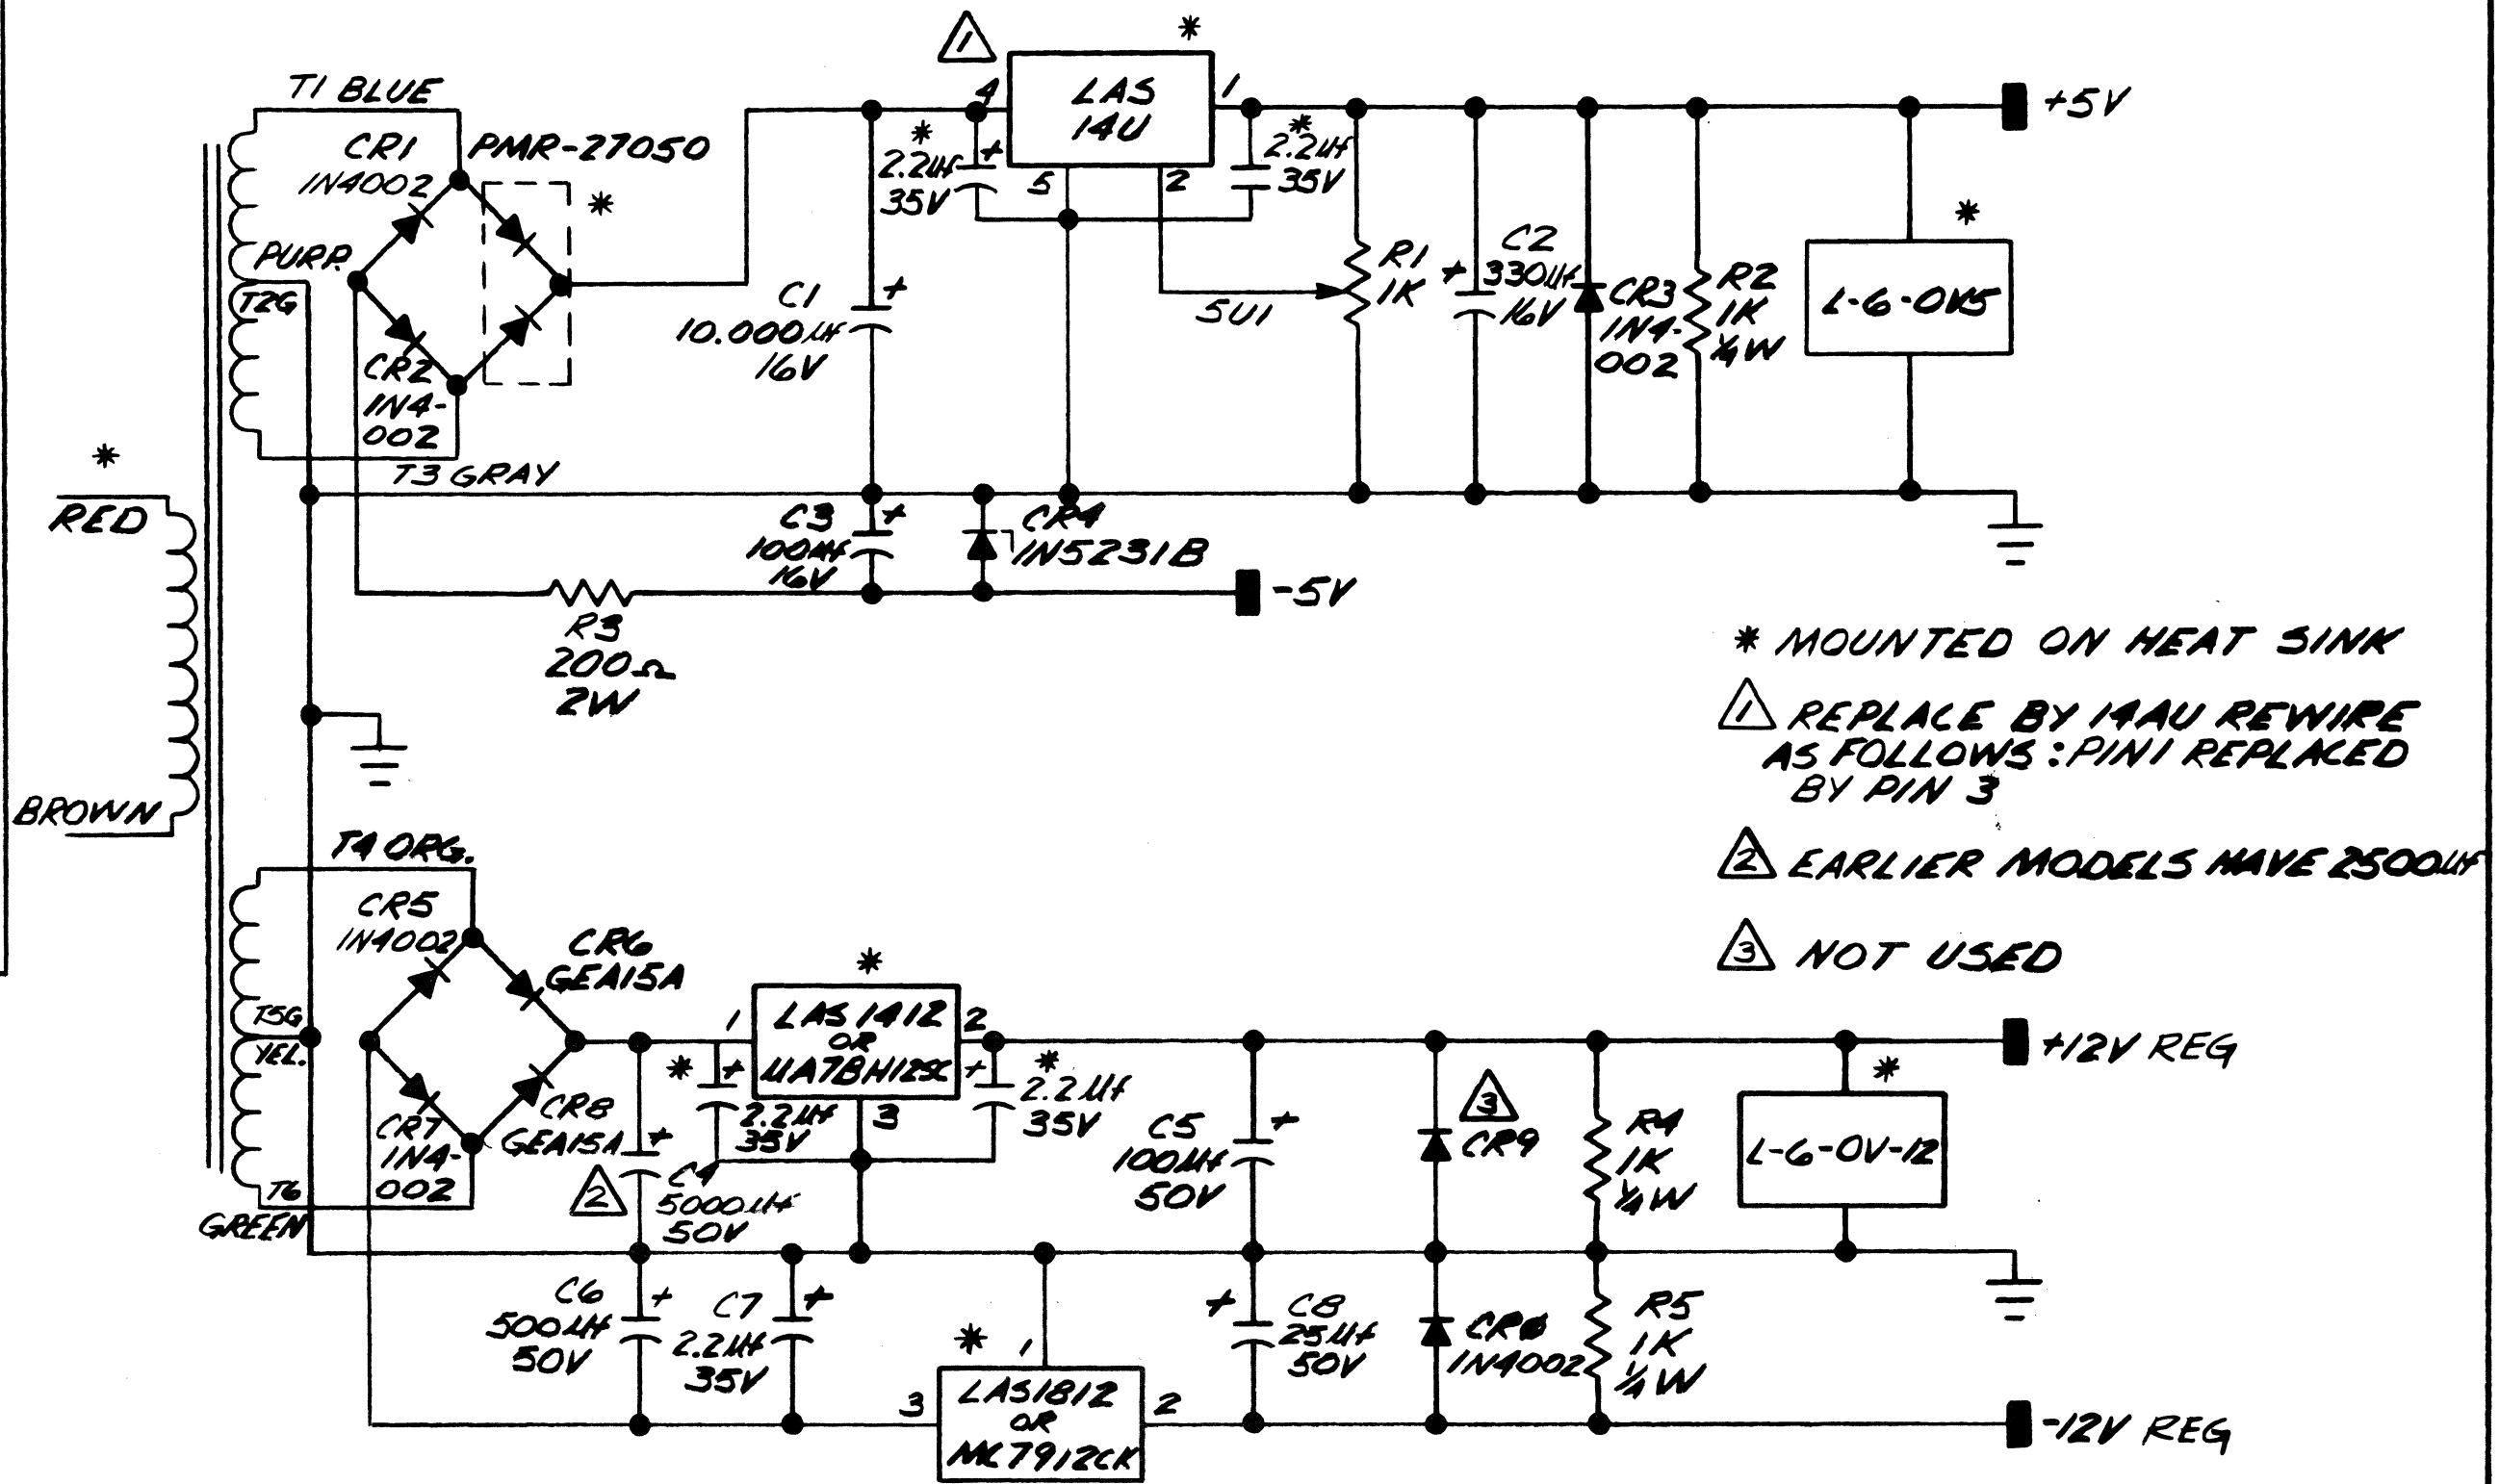 T1 BLUE
CR1
1N4002
PMR-27050
PURP.
T2G
CR2
1N4-
002
T3 GRAY
*
RED
BROWN
*
C1
10.000µf
16V
1
*
4
LAS
14U
1
*
2.2µf
35V
5
2
*
2.2µf
35V
5U1
R1
1K
C2
330µf
16V
CR3
1N4-
002
R2
1K
¼W
*
L-6-OV5
+5V
C3
100µf
16V
CR4
1N5231B
R3
200Ω
2W
-5V
* MOUNTED ON HEAT SINK
1 REPLACE BY 14AU REWIRE
AS FOLLOWS: PIN 1 REPLACED
BY PIN 3
2 EARLIER MODELS HAVE 2500µf
3 NOT USED
T4 ORG.
CR5
1N4002
CR6
GEA15A
T5G
YEL.
CR7
1N4-
002
CR8
GEA15A
T6
GREEN
*
1
LAS1412
OR
2
*
2.2µf
35V
3
*
2.2µf
35V
2
C4
5000µf
50V
C5
100µf
50V
3
CR9
R4
1K
¼W
*
L-6-OV-12
+12V REG
C6
500µf
50V
C7
2.2µf
35V
*
1
3
LAS1812
OR
MC7912CK
2
C8
25µf
50V
1N4002
R5
1K
¼W
-12V REG